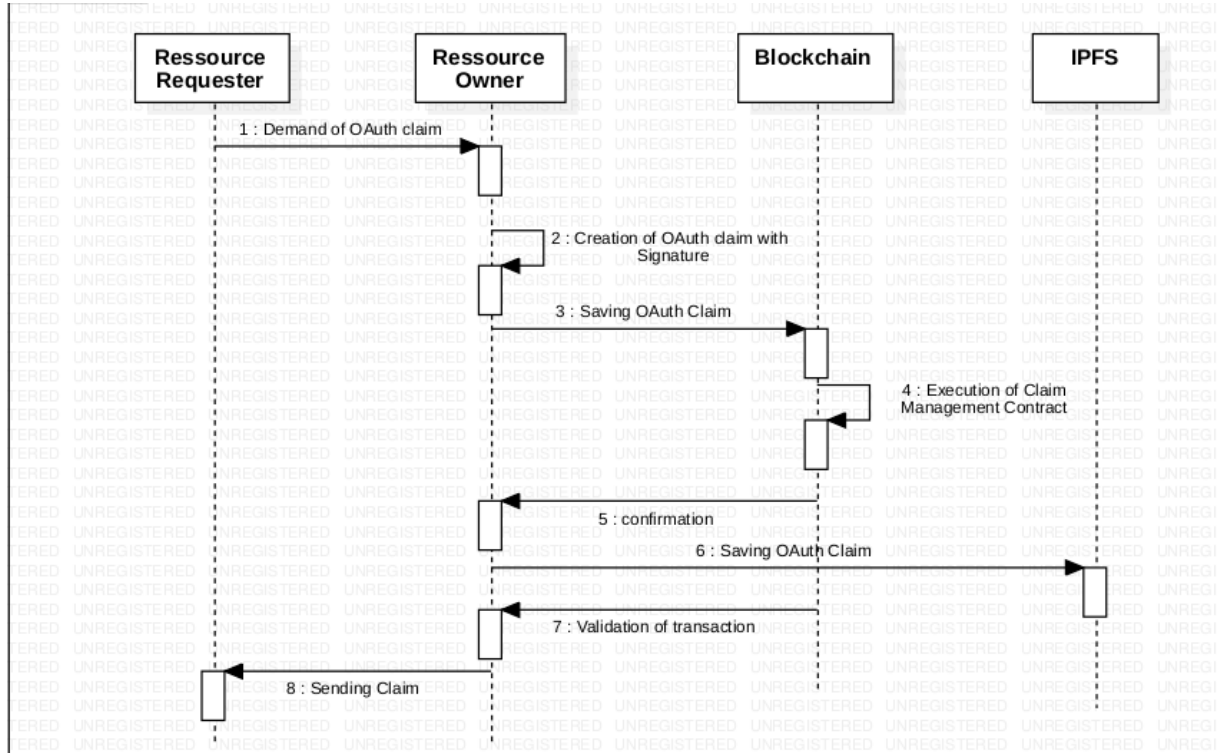 Ressource
Requester
Ressource
Owner
Blockchain
IPFS
1 : Demand of OAuth claim
2 : Creation of OAuth claim with
Signature
3 : Saving OAuth Claim
4 : Execution of Claim
Management Contract
5 : confirmation
6 : Saving OAuth Claim
7 : Validation of transaction
8 : Sending Claim
UNREGISTERED